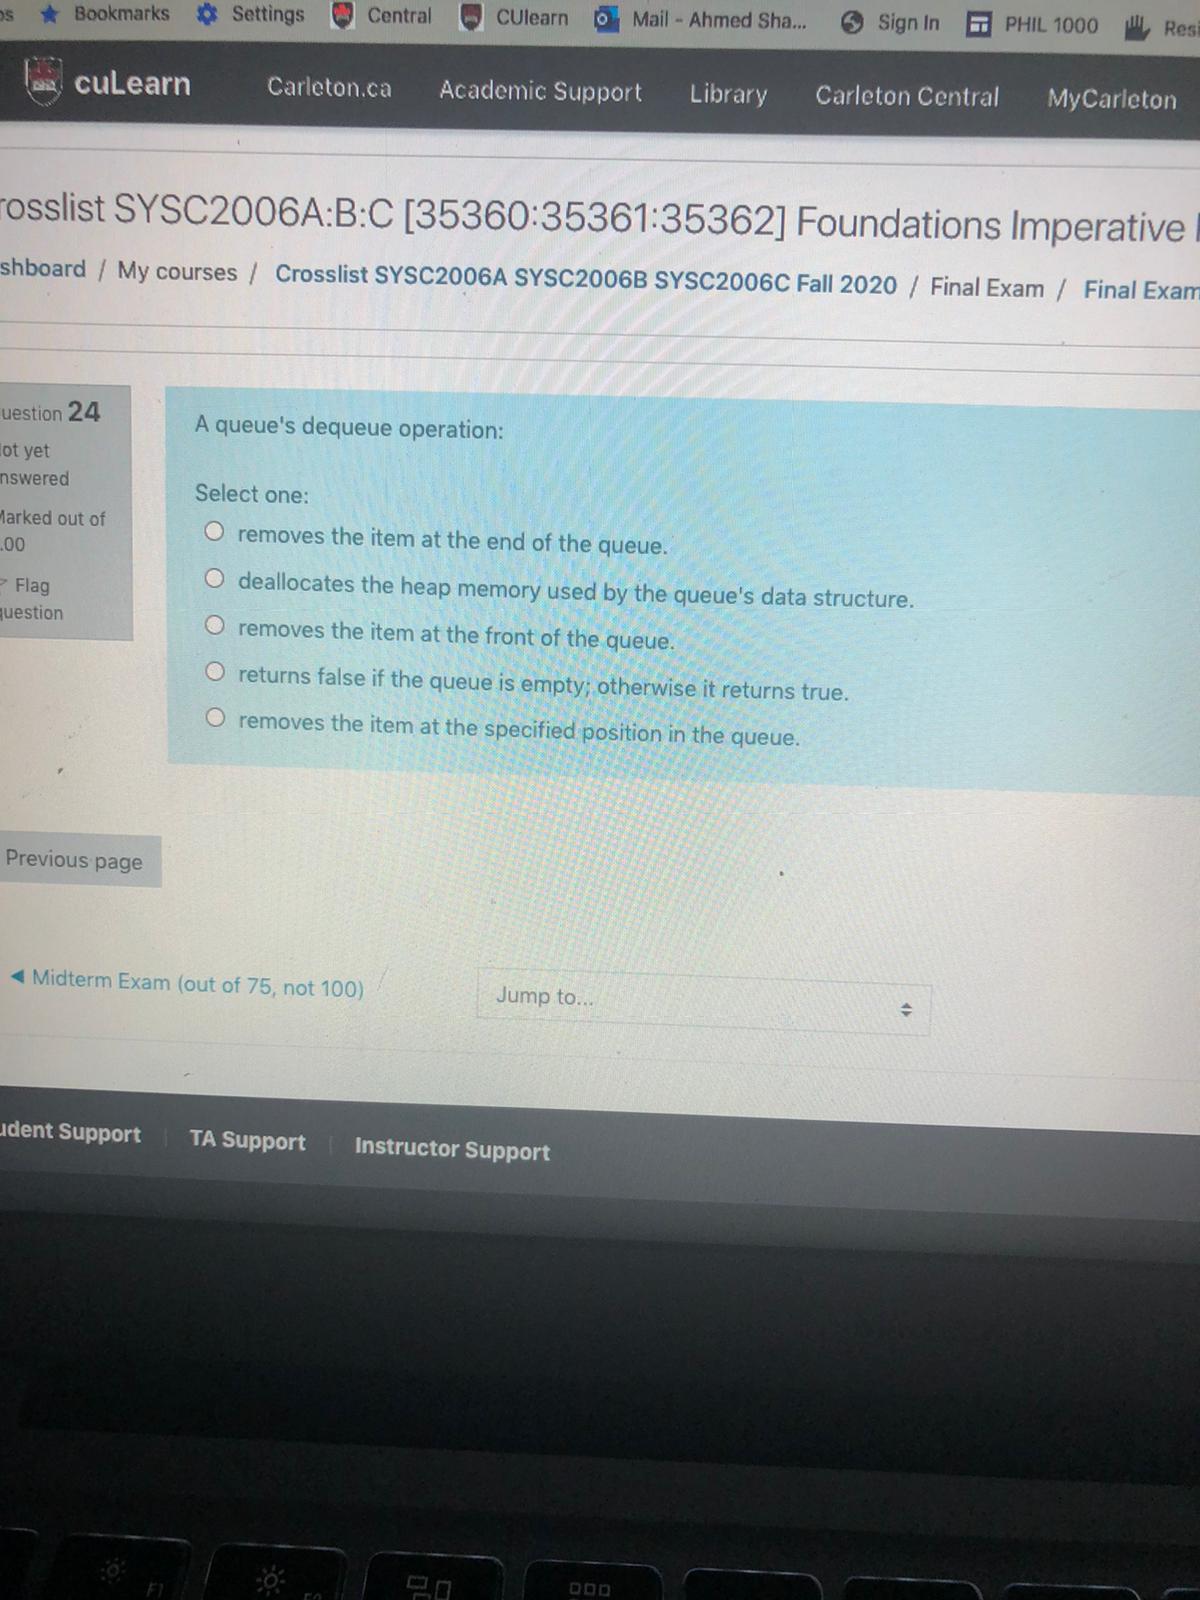 Bookmarks Settings Central CUlearn Mail - Ahmed Sha... Sign In PHIL 1000
cuLearn Carleton.ca Academic Support Library Carleton Central MyCarleton
rosslist SYSC2006A:B:C [35360:35361:35362] Foundations Imperative
shboard / My courses / Crosslist SYSC2006A SYSC2006B SYSC2006C Fall 2020 / Final Exam / Final Exam
uestion 24
ot yet
nswered
Marked out of
.00
Flag
question
A queue's dequeue operation:
Select one:
removes the item at the end of the queue.
deallocates the heap memory used by the queue's data structure.
removes the item at the front of the queue.
returns false if the queue is empty; otherwise it returns true.
removes the item at the specified position in the queue.
Previous page
◄ Midterm Exam (out of 75, not 100)
Jump to...
udent Support TA Support Instructor Support
F1